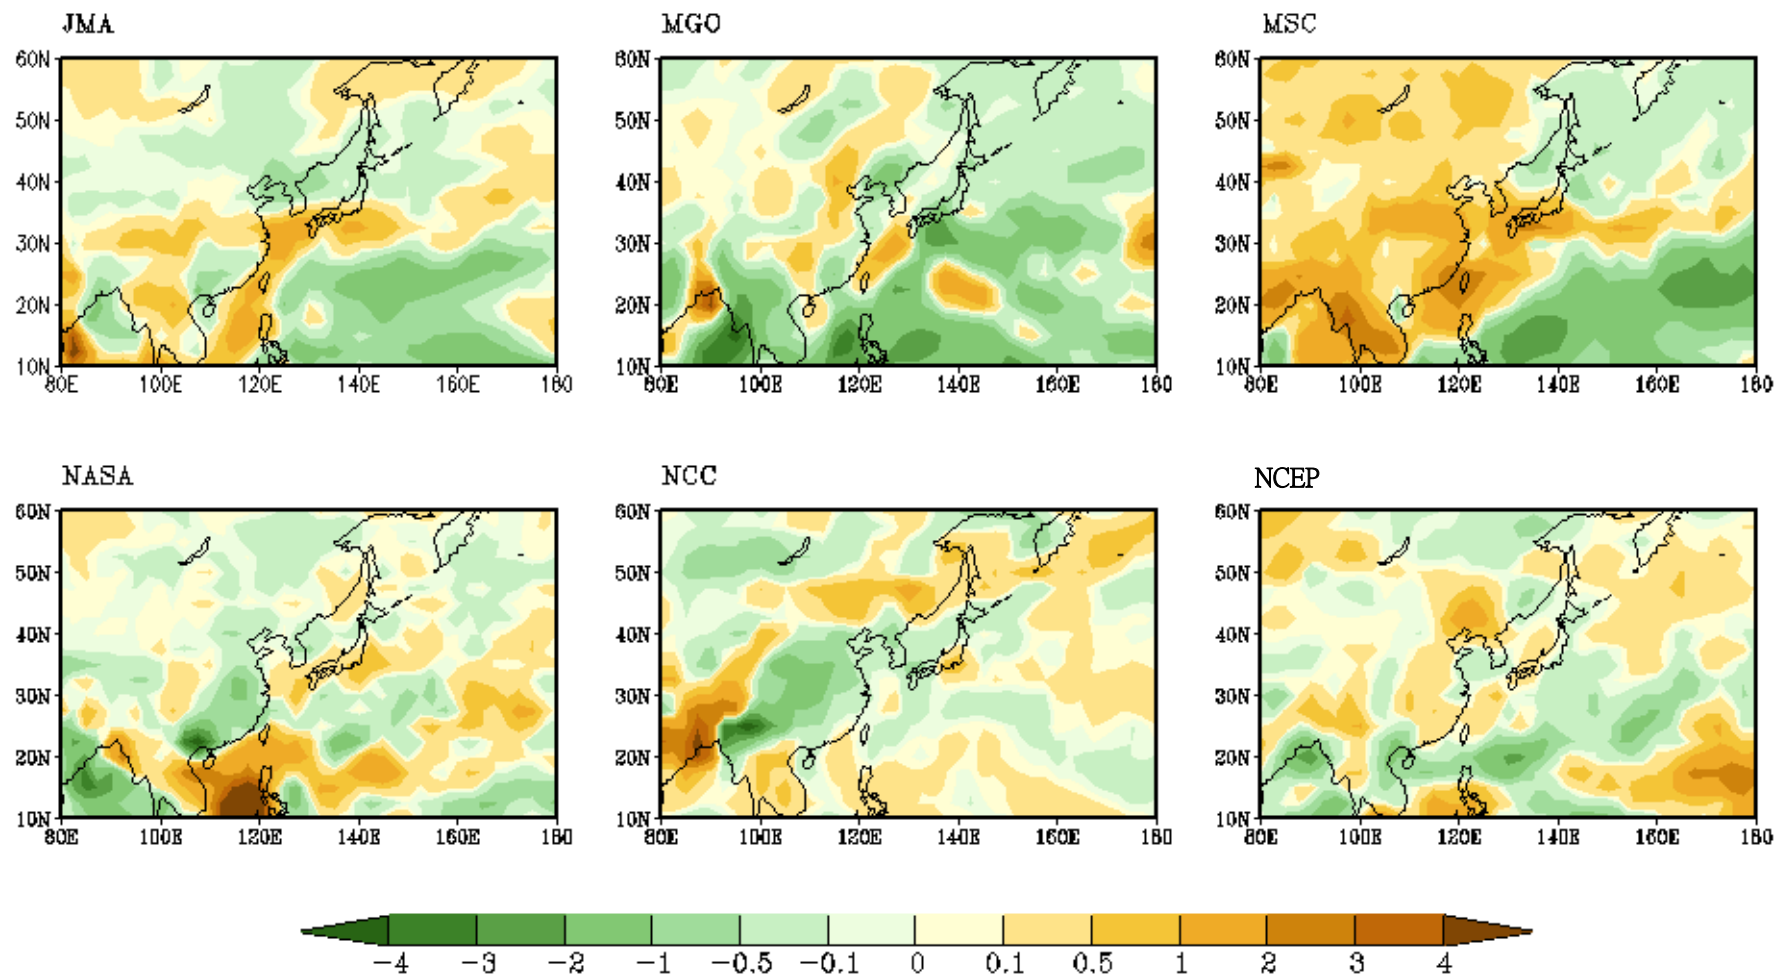 JMA MGO MSC
60N 60N 60N
50N 50N 50N
40N 40N 40N
30N 30N 30N
20N 20N 20N
10N 10N 10N
80E 100E 120E 140E 160E 180 80E 100E 120E 140E 160E 180 80E 100E 120E 140E 160E 180
NASA NCC NCEP
60N 60N 60N
50N 50N 50N
40N 40N 40N
30N 30N 30N
20N 20N 20N
10N 10N 10N
80E 100E 120E 140E 160E 180 80E 100E 120E 140E 160E 180 80E 100E 120E 140E 160E 180
-4 -3 -2 -1 -0.5 -0.1 0 0.1 0.5 1 2 3 4